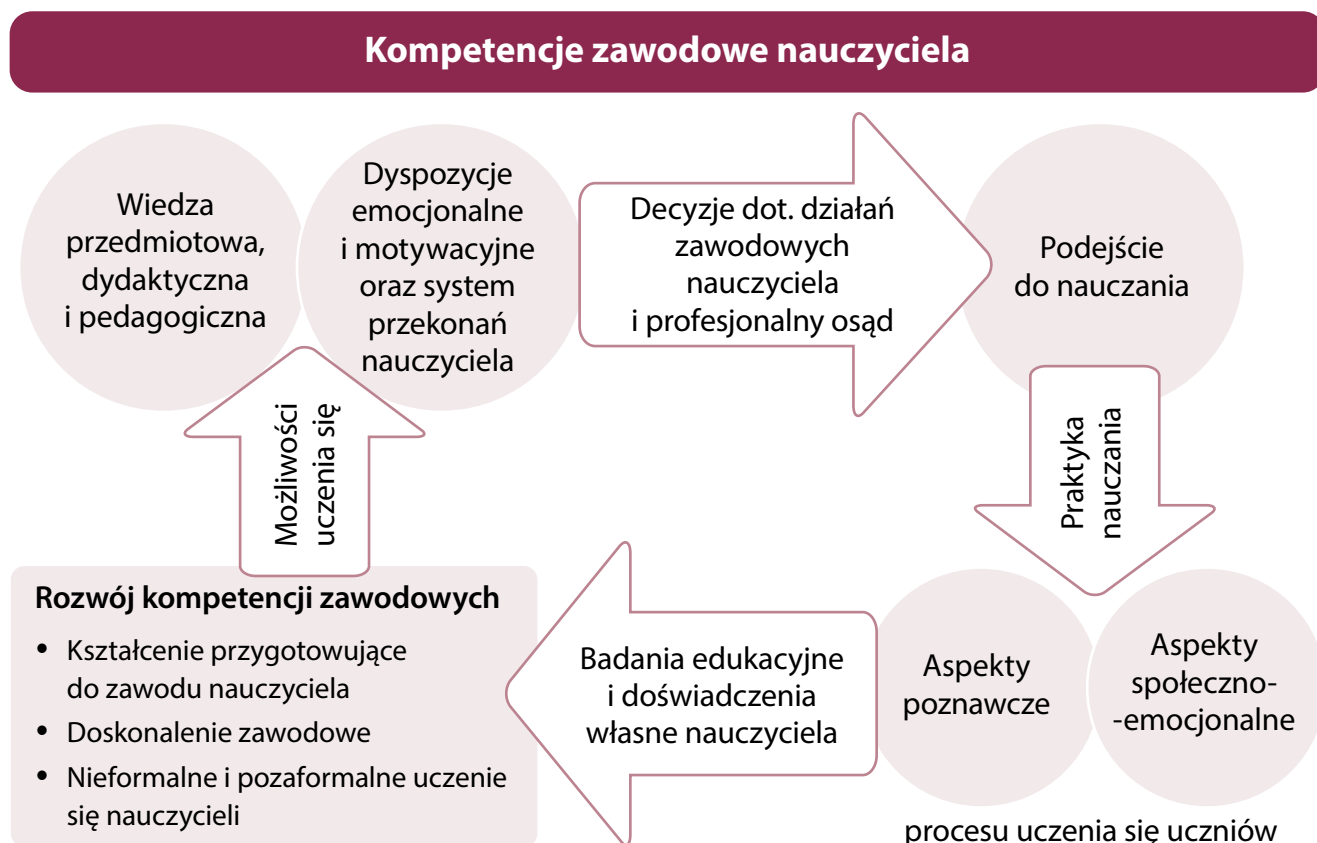 Kompetencje zawodowe nauczyciela
Wiedza
przedmiotowa,
dydaktyczna
i pedagogiczna
Dyspozycje
emocjonalne
i motywacyjne
oraz system
przekonań
nauczyciela
Decyzje dot. działań
zawodowych
nauczyciela
i profesjonalny osąd
Podejście
do nauczania
Możliwości
uczenia się
Praktyka
nauczania
Rozwój kompetencji zawodowych
• Kształcenie przygotowujące
do zawodu nauczyciela
• Doskonalenie zawodowe
• Nieformalne i pozaformalne uczenie
się nauczycieli
Badania edukacyjne
i doświadczenia
własne nauczyciela
Aspekty
poznawcze
Aspekty
społeczno-
-emocjonalne
procesu uczenia się uczniów